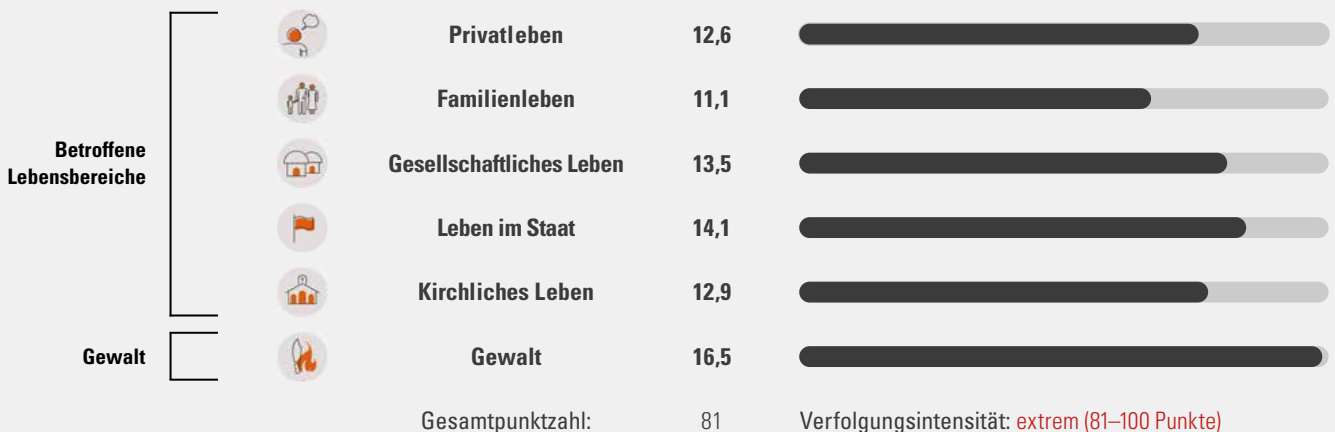 Privatleben 12,6
Familienleben 11,1
Betroffene
Lebensbereiche
Gesellschaftliches Leben 13,5
Leben im Staat 14,1
Kirchliches Leben 12,9
Gewalt Gewalt 16,5
Gesamtpunktzahl: 81 Verfolgungsintensität: extrem (81–100 Punkte)